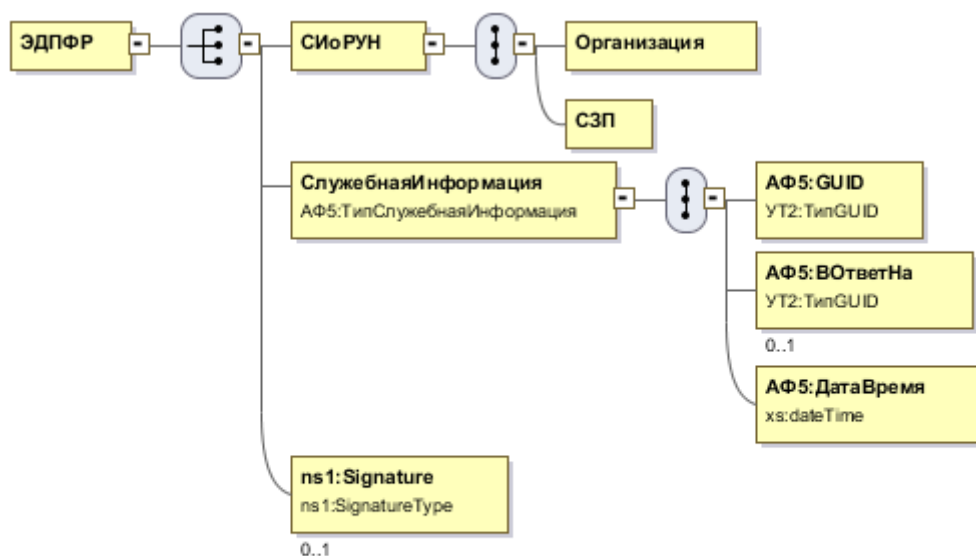 ЭДПФР
СИоРУН
Организация
СЗП
СлужебнаяИнформация
АФ5:ТипСлужебнаяИнформация
АФ5:GUID
УТ2:ТипGUID
АФ5:ВОтветНа
УТ2:ТипGUID
0..1
АФ5:ДатаВремя
xs:dateTime
ns1:Signature
ns1:SignatureType
0..1